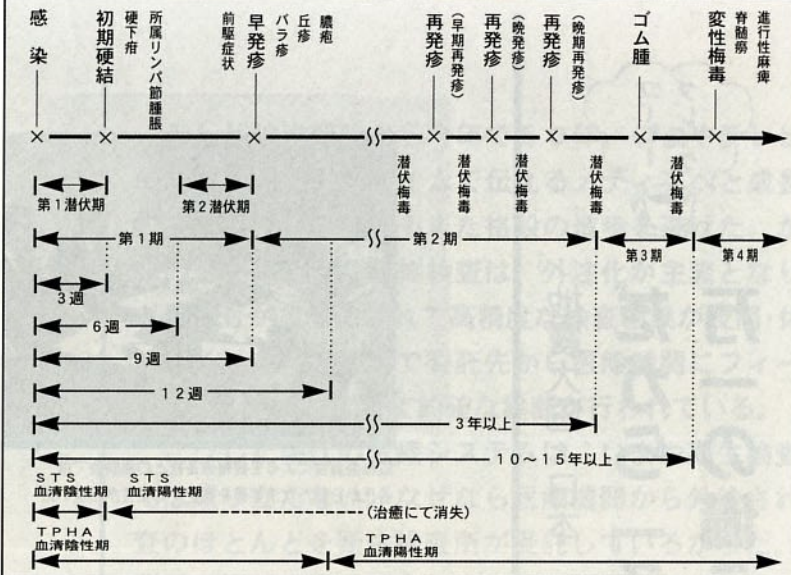 感染
初期硬結
硬下疳
所属リンパ節腫脹
前駆症状
早発疹
バラ疹
丘疹
膿疱
再発疹
(早期再発疹)
再発疹
(晩発疹)
再発疹
(晩期再発疹)
ゴム腫
変性梅毒
脊髄癆
進行性麻痺
潜伏梅毒
潜伏梅毒
潜伏梅毒
潜伏梅毒
潜伏梅毒
第1潜伏期
第2潜伏期
第1期
第2期
第3期
第4期
3週
6週
9週
12週
3年以上
10~15年以上
STS
血清陰性期
STS
血清陽性期
(治癒にて消失)
TPHA
血清陰性期
TPHA
血清陽性期